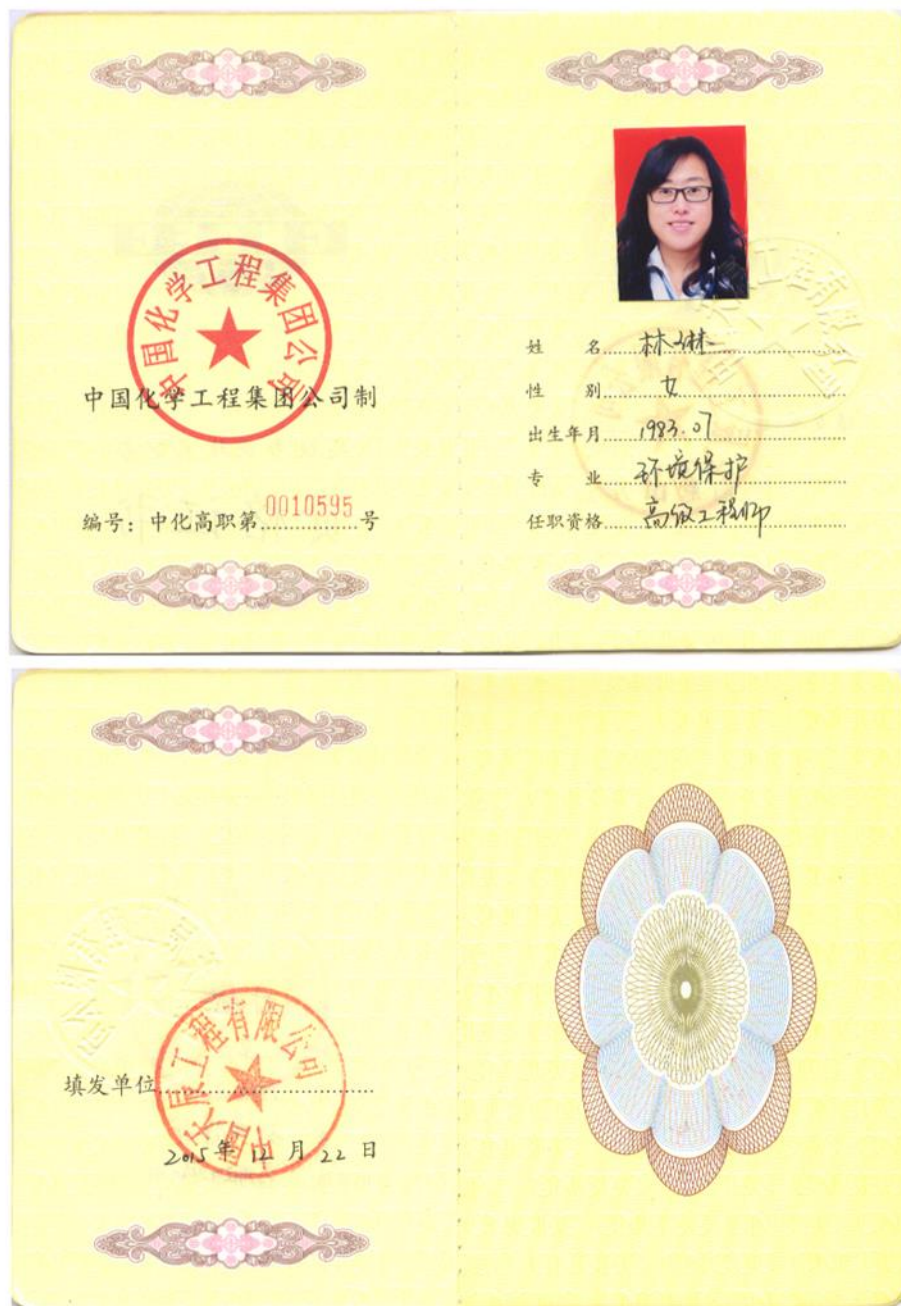 中国化学工程集团公司
中国化学工程集团公司制
编号：中化高职第0010595号
姓 名 林琳
性 别 女
出生年月 1983.07
专 业 环境保护
任职资格 高级工程师
中国天辰工程有限公司
填发单位
2015年12月22日